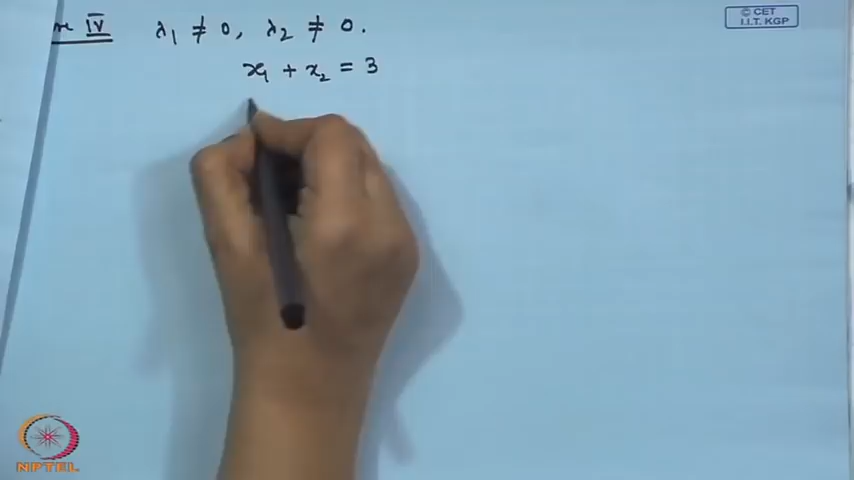 IV λ₁ ≠ 0, λ₂ ≠ 0.
x₁ + x₂ = 3
© CET
I.I.T. KGP
NPTEL